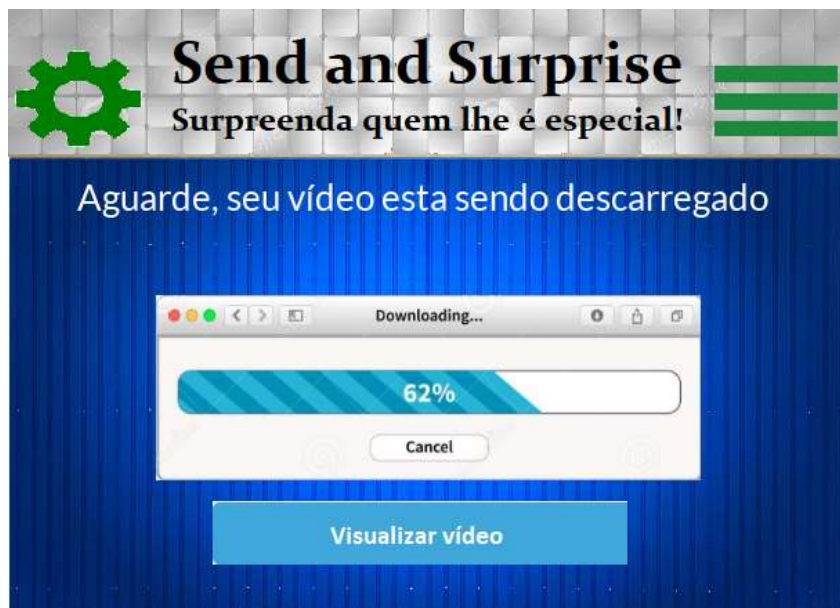 Send and Surprise
Surpreenda quem lhe é especial!
Aguarde, seu vídeo esta sendo descarregado
Downloading...
62%
Cancel
Visualizar vídeo